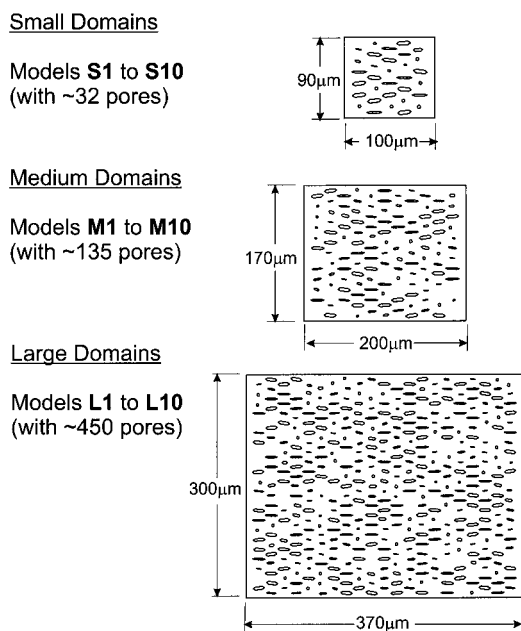 Small Domains
Models S1 to S10
(with ~32 pores)
90μm
100μm
Medium Domains
Models M1 to M10
(with ~135 pores)
170μm
200μm
Large Domains
Models L1 to L10
(with ~450 pores)
300μm
370μm